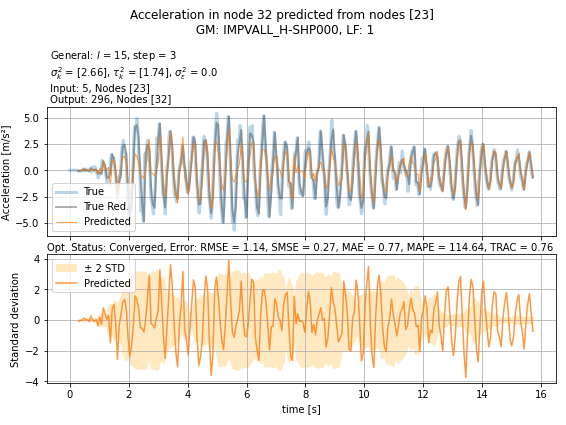 Acceleration in node 32 predicted from nodes [23]
GM: IMPVALL_H-SHP000, LF: 1
General: l = 15, step = 3
σ_k^2 = [2.66], τ_k^2 = [1.74], σ_ε^2 = 0.0
Input: 5, Nodes [23]
Output: 296, Nodes [32]
Acceleration [m/s²]
5.0
2.5
0.0
−2.5
−5.0
True
True Red.
Predicted
Opt. Status: Converged, Error: RMSE = 1.14, SMSE = 0.27, MAE = 0.77, MAPE = 114.64, TRAC = 0.76
Standard deviation
4
2
0
−2
−4
± 2 STD
Predicted
0 2 4 6 8 10 12 14 16
time [s]